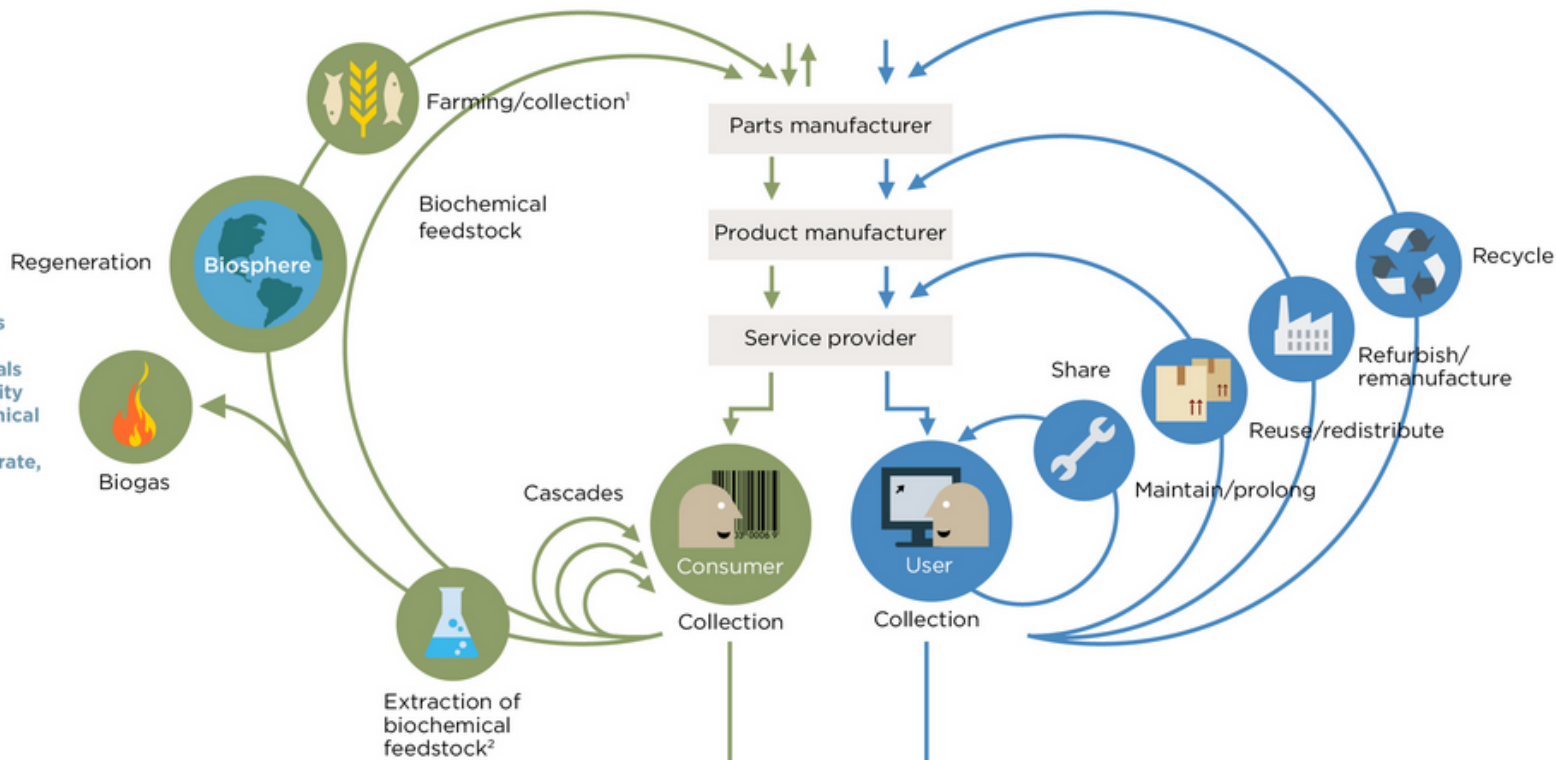 Farming/collection¹
Parts manufacturer
Biochemical
feedstock
Product manufacturer
Regeneration
Biosphere
Recycle
Service provider
Refurbish/
remanufacture
Share
Reuse/redistribute
Biogas
Cascades
Maintain/prolong
Consumer
User
Collection
Collection
Extraction of
biochemical
feedstock²